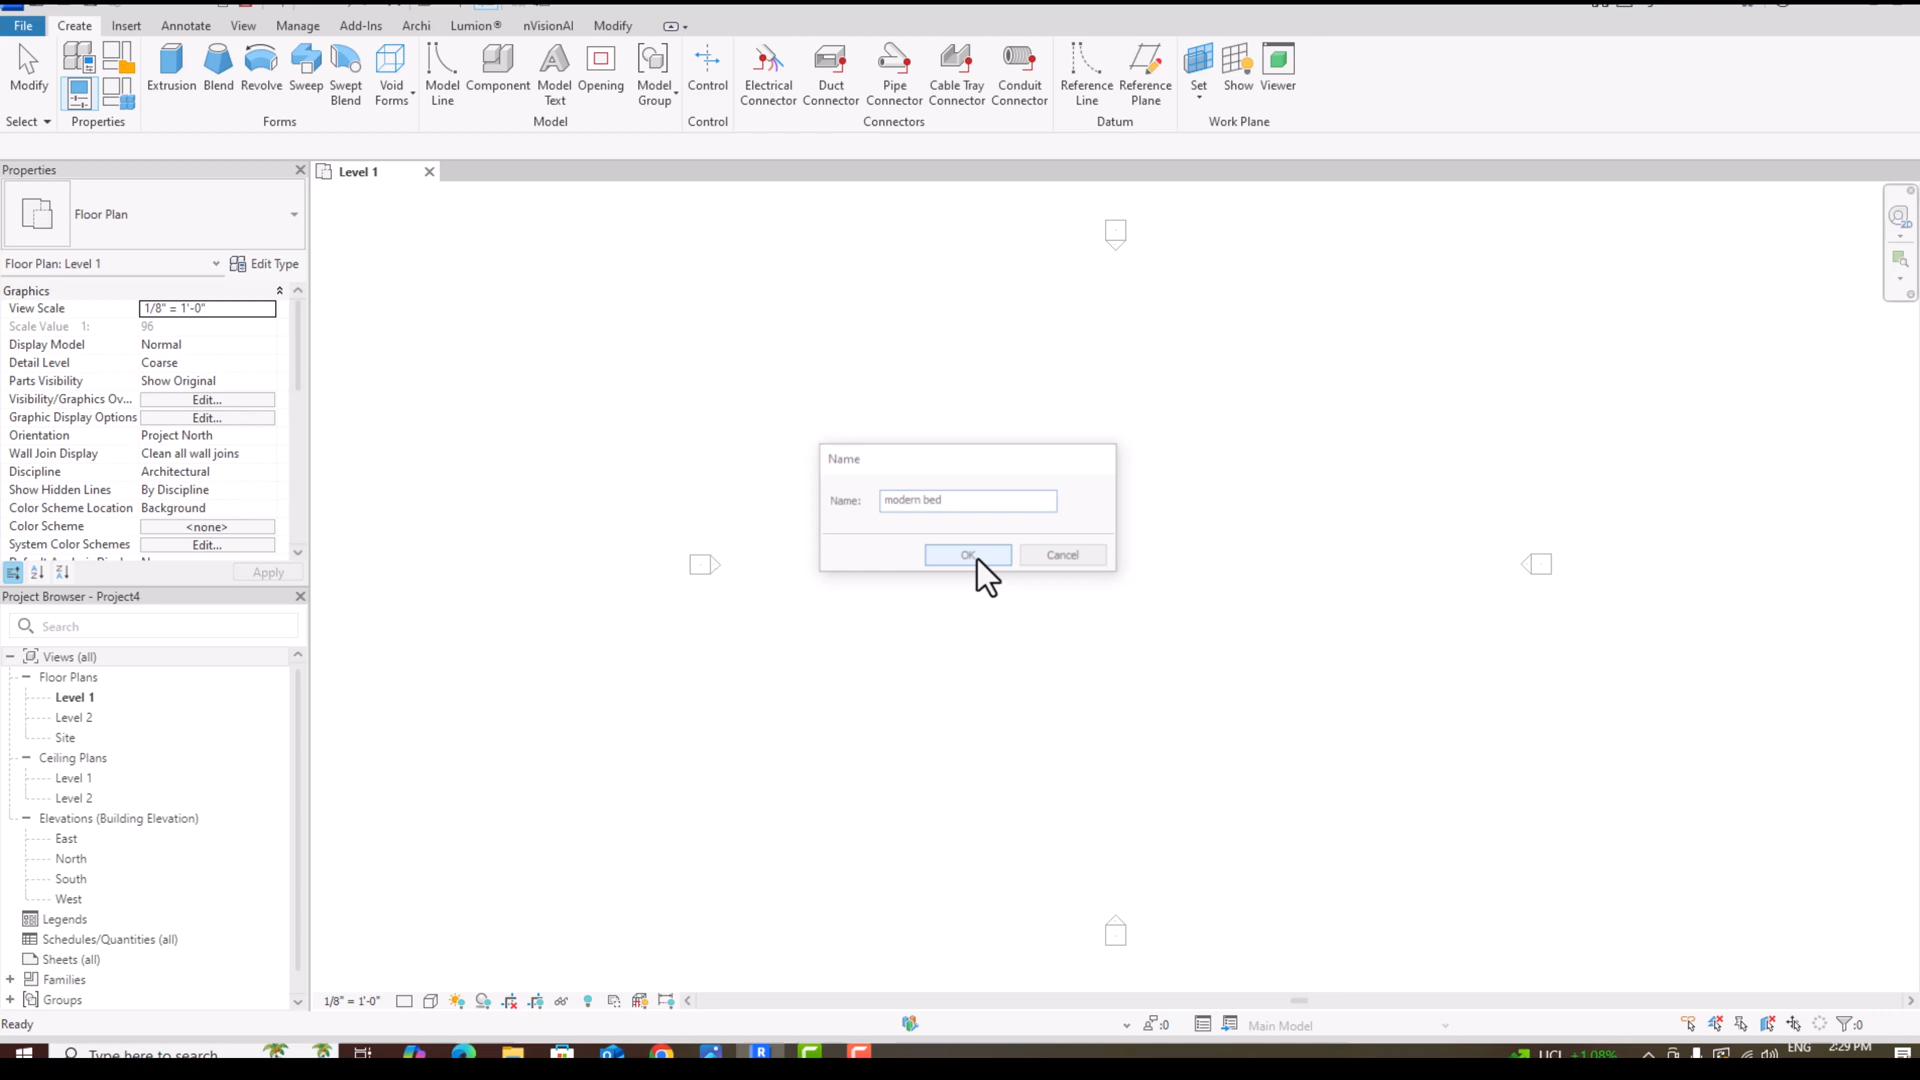 File Create Insert Annotate View Manage Add-Ins Archi Lumion® nVisionAI Modify
Modify Extrusion Blend Revolve Sweep Swept Blend Void Forms Model Line Component Model Text Opening Model Group Control Electrical Connector Duct Connector Pipe Connector Cable Tray Connector Conduit Connector Reference Line Reference Plane Set Show Viewer
Select Properties Forms Model Control Connectors Datum Work Plane
Properties
Level 1
Floor Plan
Floor Plan: Level 1
Edit Type
Graphics
View Scale 1/8" = 1'-0"
Scale Value 1: 96
Display Model Normal
Detail Level Coarse
Parts Visibility Show Original
Visibility/Graphics Ov... Edit...
Graphic Display Options Edit...
Orientation Project North
Wall Join Display Clean all wall joins
Discipline Architectural
Show Hidden Lines By Discipline
Color Scheme Location Background
Color Scheme <none>
System Color Schemes Edit...
Apply
Name
Name: modern bed
OK Cancel
2D
Project Browser - Project4
Search
Views (all)
Floor Plans
Level 1
Level 2
Site
Ceiling Plans
Level 1
Level 2
Elevations (Building Elevation)
East
North
South
West
Legends
Schedules/Quantities (all)
Sheets (all)
Families
Groups
1/8" = 1'-0"
Ready
:0
Main Model
:0
Type here to search
UCL +1.08%
ENG
2:29 PM